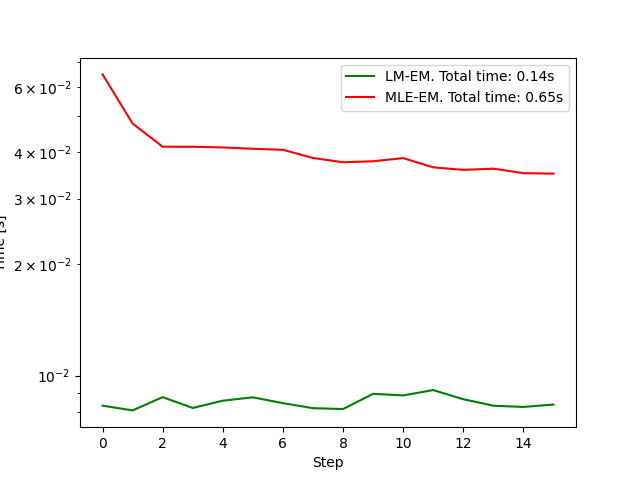 LM-EM. Total time: 0.14s
MLE-EM. Total time: 0.65s
6 × 10⁻²
4 × 10⁻²
3 × 10⁻²
2 × 10⁻²
10⁻²
0 2 4 6 8 10 12 14
Step